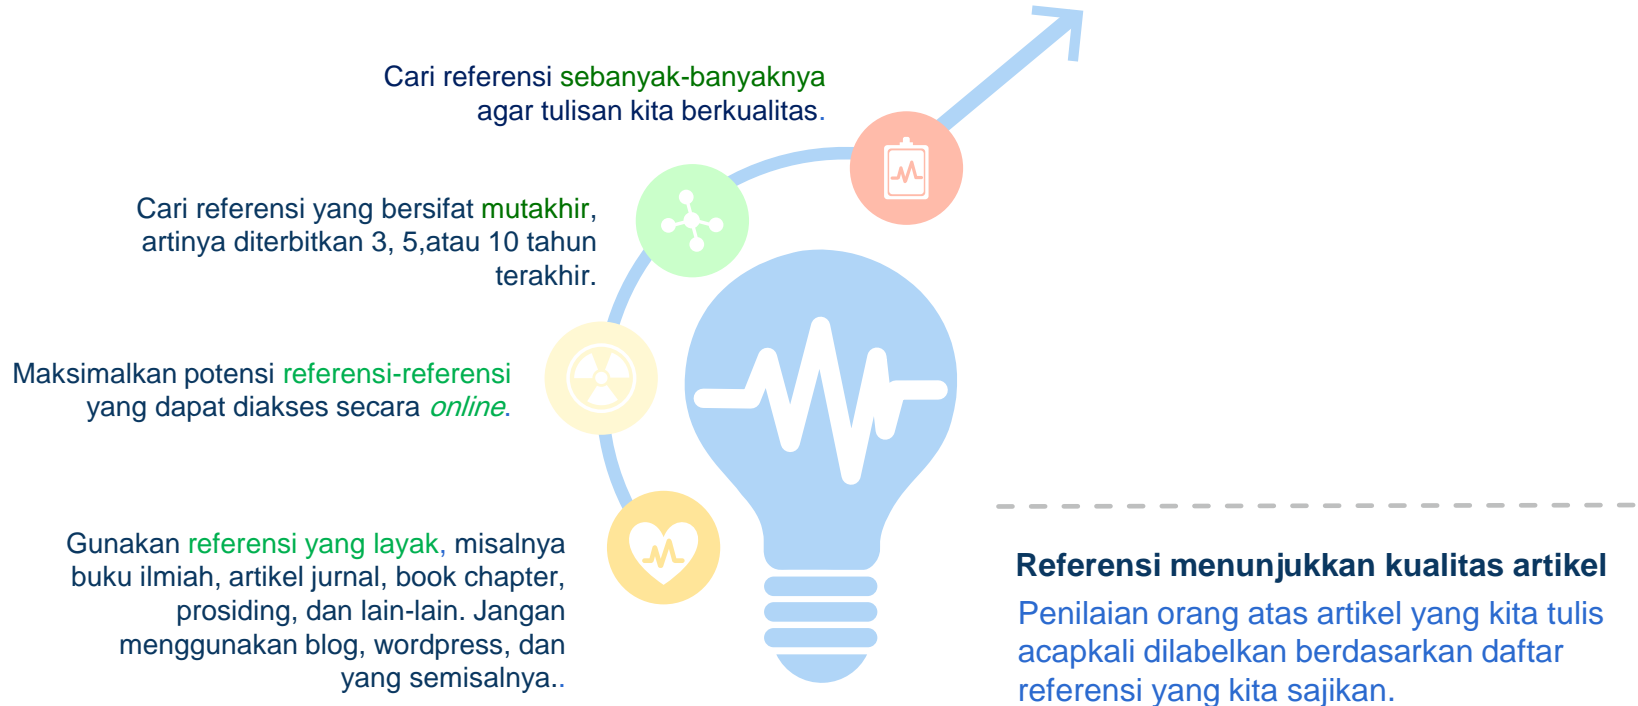 Cari referensi sebanyak-banyaknya
agar tulisan kita berkualitas.
Cari referensi yang bersifat mutakhir,
artinya diterbitkan 3, 5,atau 10 tahun
terakhir.
Maksimalkan potensi referensi-referensi
yang dapat diakses secara online.
Gunakan referensi yang layak, misalnya
buku ilmiah, artikel jurnal, book chapter,
prosiding, dan lain-lain. Jangan
menggunakan blog, wordpress, dan
yang semisalnya..
Referensi menunjukkan kualitas artikel
Penilaian orang atas artikel yang kita tulis
acapkali dilabelkan berdasarkan daftar
referensi yang kita sajikan.